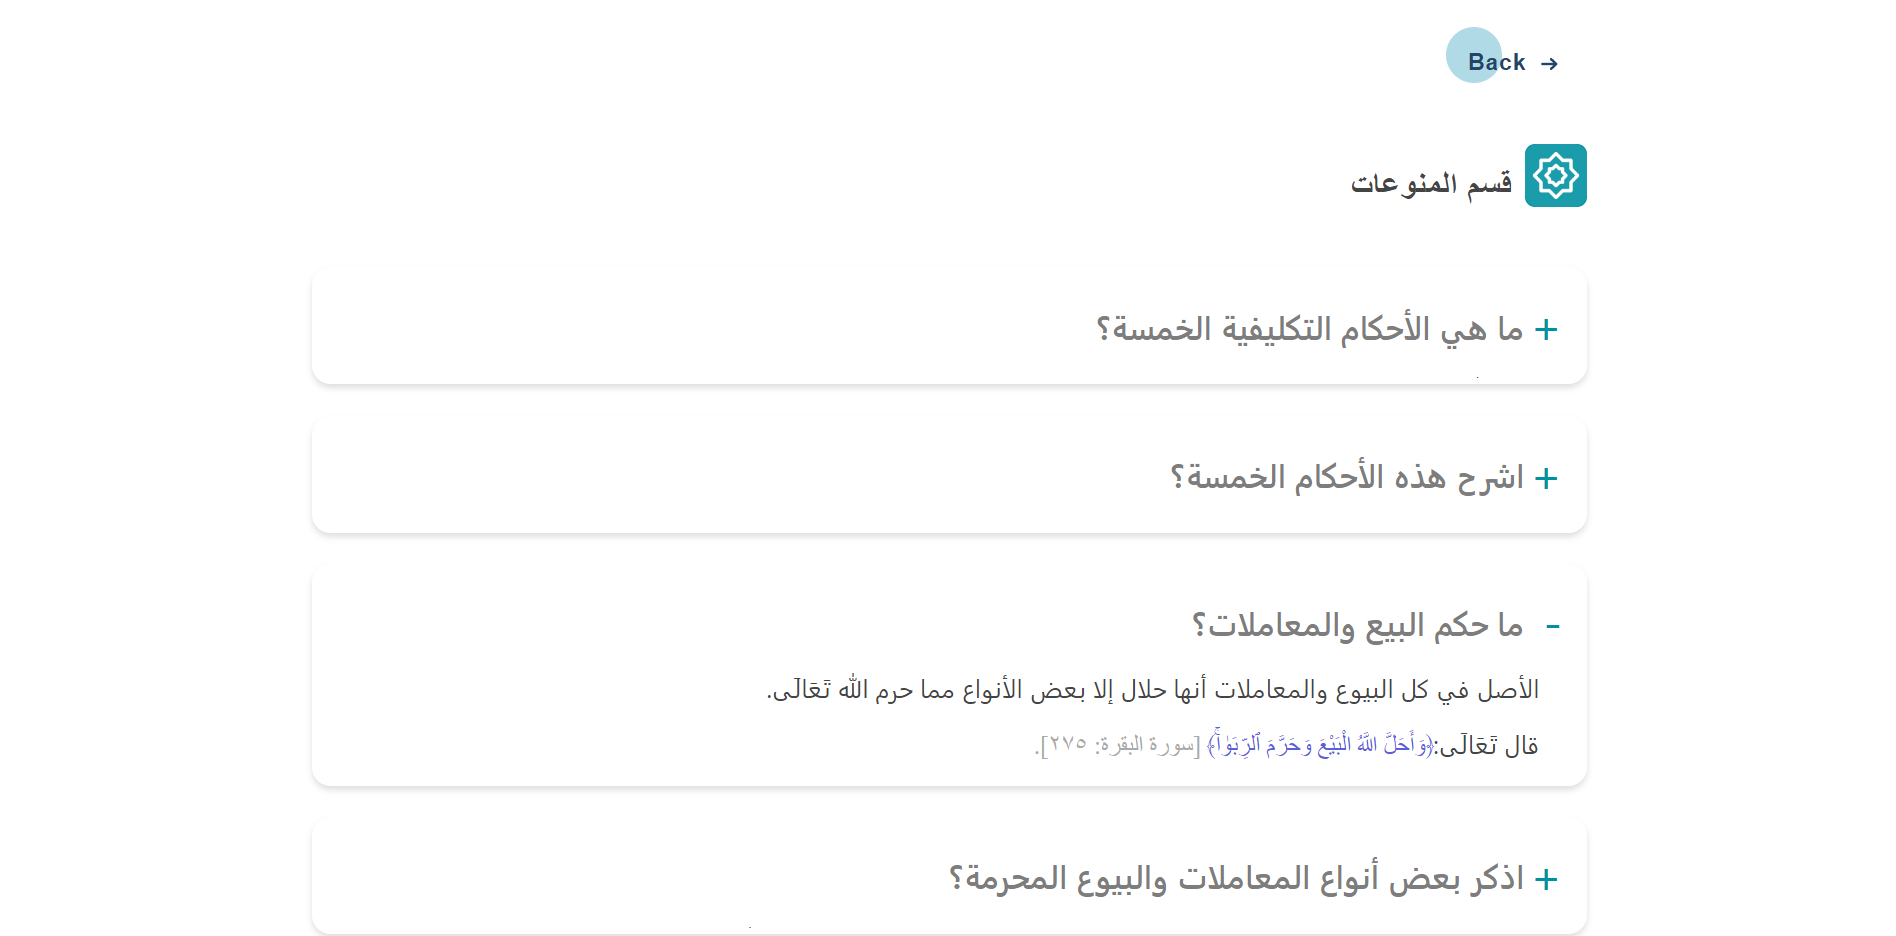 Back →
قسم المنوعات
+ ما هي الأحكام التكليفية الخمسة؟
+ اشرح هذه الأحكام الخمسة؟
- ما حكم البيع والمعاملات؟
الأصل في كل البيوع والمعاملات أنها حلال إلا بعض الأنواع مما حرم الله تَعَالَى.
قال تَعَالَى:﴿وَأَحَلَّ اللَّهُ الْبَيْعَ وَحَرَّمَ ٱلرِّبَوٰاْۚ﴾ [سورة البقرة: ٢٧٥].
+ اذكر بعض أنواع المعاملات والبيوع المحرمة؟